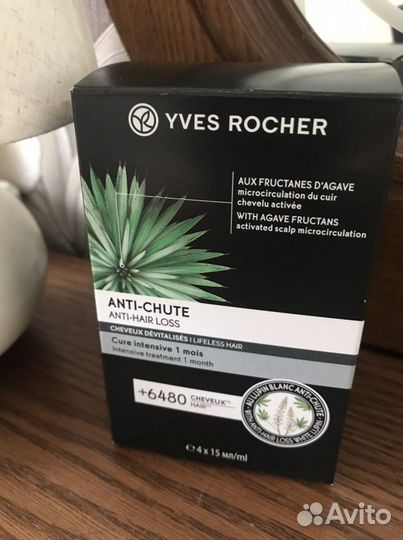 YVES ROCHER
AUX FRUCTANES D'AGAVE
microcirculation du cuir
chevelu activée
WITH AGAVE FRUCTANS
activated scalp microcirculation
ANTI-CHUTE
ANTI-HAIR LOSS
CHEVEUX DÉVITALISÉS | LIFELESS HAIR
Cure intensive 1 mois
Intensive treatment 1 month
+6480 CHEVEUX
HAIR
AU LUPIN BLANC ANTI-CHUTE
ANTI-HAIR LOSS WHITE LUPIN
℮ 4 x 15 мл/ml
Avito